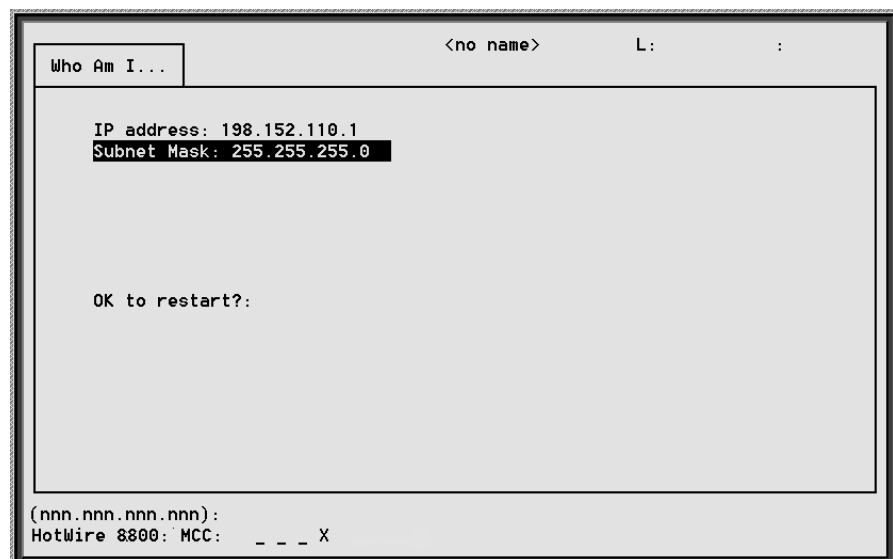 <no name> L: :
Who Am I...
IP address: 198.152.110.1
Subnet Mask: 255.255.255.0
OK to restart?:
(nnn.nnn.nnn.nnn):
HotWire 8800: MCC: _ _ _ X